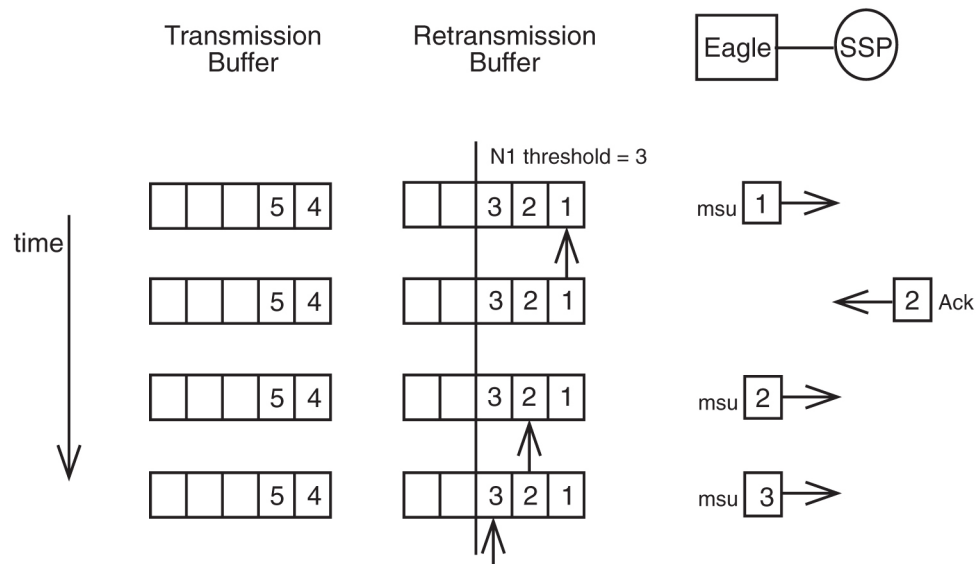 Transmission
Buffer
Retransmission
Buffer
Eagle
SSP
N1 threshold = 3
5 4
3 2 1
msu 1
time
5 4
3 2 1
2 Ack
5 4
3 2 1
msu 2
5 4
3 2 1
msu 3